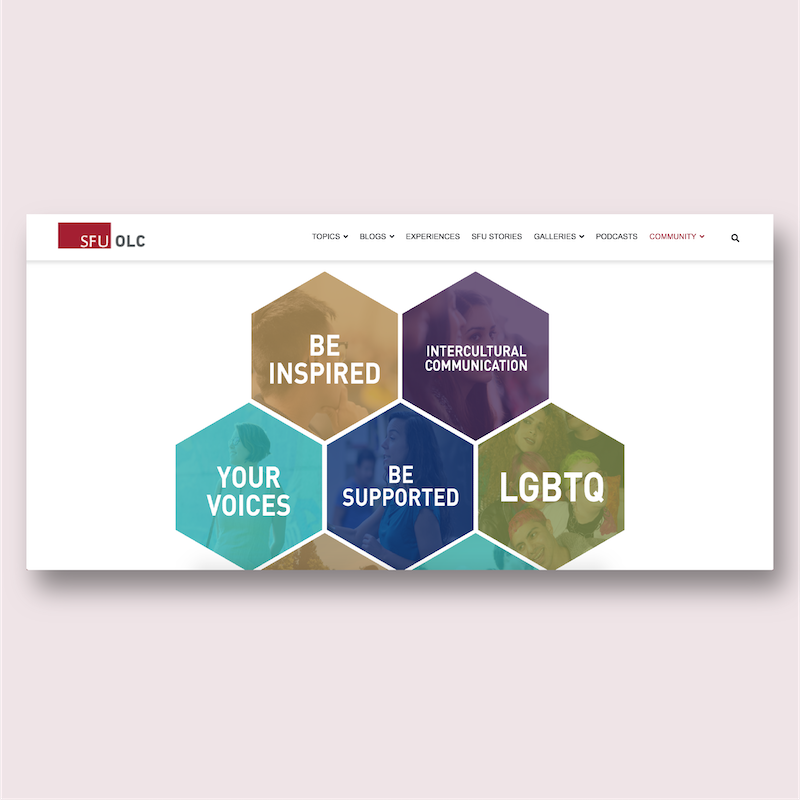 SFU OLC
TOPICS BLOGS EXPERIENCES SFU STORIES GALLERIES PODCASTS COMMUNITY
BE
INSPIRED
INTERCULTURAL
COMMUNICATION
YOUR
VOICES
BE
SUPPORTED
LGBTQ